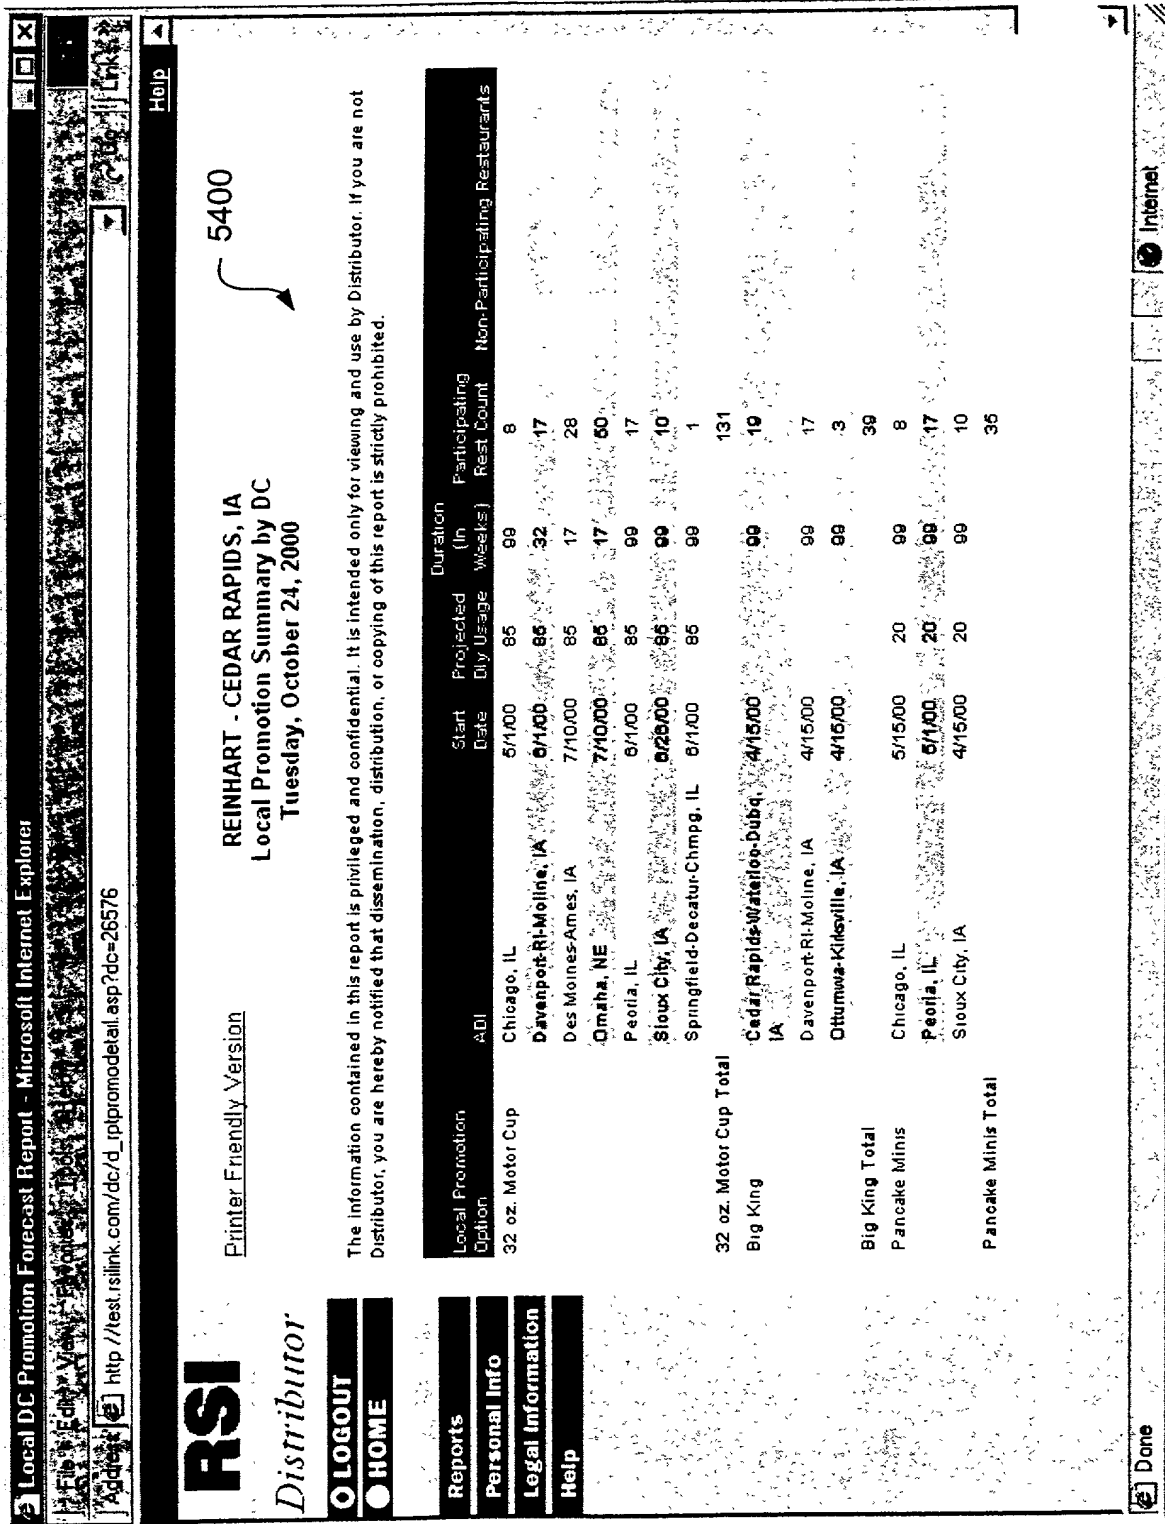 Local DC Promotion Forecast Report - Microsoft Internet Explorer
File Edit View Favorites Tools Help
Address http //test.rsilink.com/dc/d_rptpromodetail.asp?dc=26576 Go Links
Help
RSI
Distributor
LOGOUT
HOME
Reports
Personal Info
Legal Information
Help
Printer Friendly Version
REINHART - CEDAR RAPIDS, IA
Local Promotion Summary by DC
Tuesday, October 24, 2000
5400
The information contained in this report is privileged and confidential. It is intended only for viewing and use by Distributor. If you are not
Distributor, you are hereby notified that dissemination, distribution, or copying of this report is strictly prohibited.
Local Promotion Option ADI Start Date Projected Dly Usage Duration (In Weeks) Participating Rest Count Non-Participating Restaurants
32 oz. Motor Cup Chicago, IL 5/1/00 85 99 8
Davenport-RI-Moline, IA 6/1/00 85 32 17
Des Moines-Ames, IA 7/10/00 85 17 28
Omaha, NE 7/10/00 85 17 50
Peoria, IL 6/1/00 85 99 17
Sioux City, IA 85 99 10
Springfield-Decatur-Chmpg, IL 6/1/00 85 99 1
32 oz. Motor Cup Total 131
Big King Cedar Rapids-Waterloo-Dubq, 4/15/00 99 19
IA
Davenport-RI-Moline, IA 4/15/00 99 17
Ottumwa-Kirksville, IA 4/15/00 99 3
Big King Total 39
Pancake Minis Chicago, IL 5/15/00 20 99 8
Peoria, IL 5/1/00 20 99 17
Sioux City, IA 4/15/00 20 99 10
Pancake Minis Total 35
Done Internet